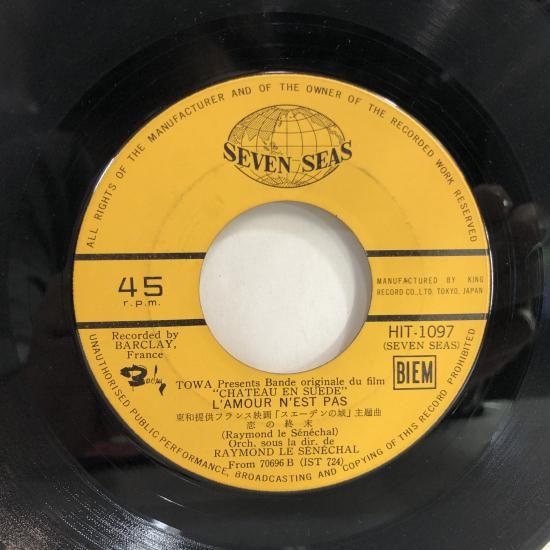 ALL RIGHTS OF THE MANUFACTURER AND OF THE OWNER OF THE RECORDED WORK RESERVED
SEVEN SEAS
45
r.p.m.
MANUFACTURED BY KING
RECORD CO.,LTD. TOKYO, JAPAN
Recorded by
BARCLAY,
France
Barclay
HIT-1097
(SEVEN SEAS)
BIEM
TOWA Presents Bande originale du film
"CHATEAU EN SUEDE"
L'AMOUR N'EST PAS
東和提供フランス映画「スエーデンの城」主題曲
恋の終末
(Raymond le Sénéchal)
Orch. sous la dir. de
RAYMOND LE SÉNÉCHAL
From 70696 B (IST 724)
UNAUTHORISED PUBLIC PERFORMANCE, BROADCASTING AND COPYING OF THIS RECORD PROHIBITED